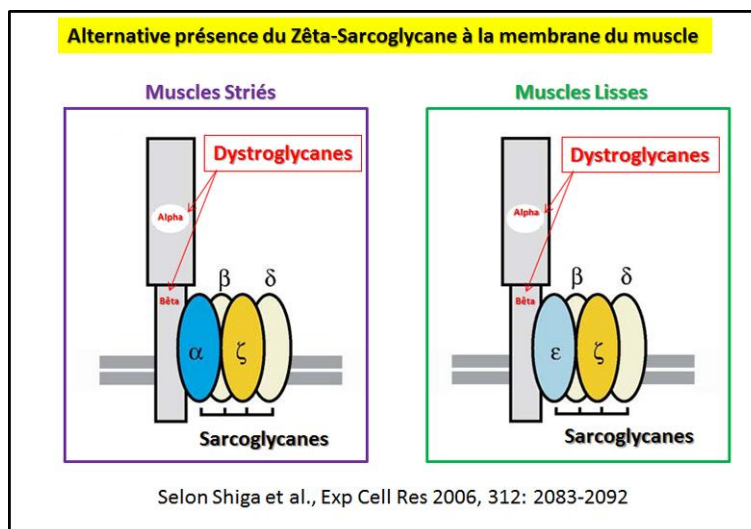 Alternative présence du Zêta-Sarcoglycane à la membrane du muscle
Muscles Striés
Dystroglycanes
Alpha
Bêta
β
δ
α
ζ
Sarcoglycanes
Muscles Lisses
Dystroglycanes
Alpha
Bêta
β
δ
ε
ζ
Sarcoglycanes
Selon Shiga et al., Exp Cell Res 2006, 312: 2083-2092